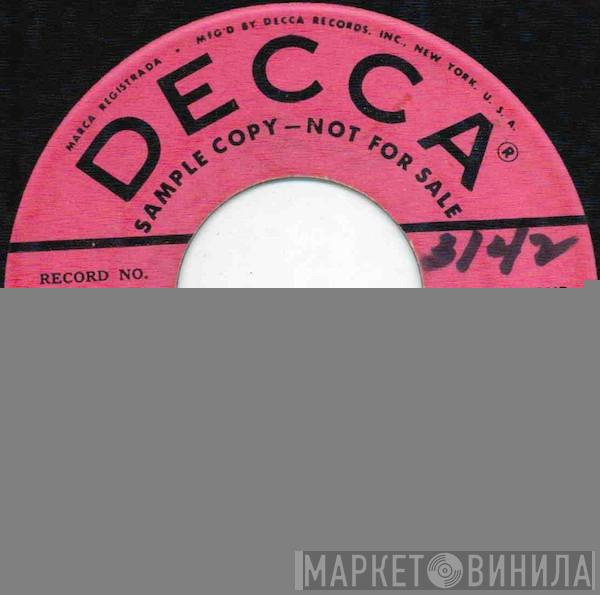 MARCA REGISTRADA • MFG'D BY DECCA RECORDS, INC., NEW YORK, U. S. A.
DECCA®
SAMPLE COPY—NOT FOR SALE
RECORD NO.
МАРКЕТ ВИНИЛА